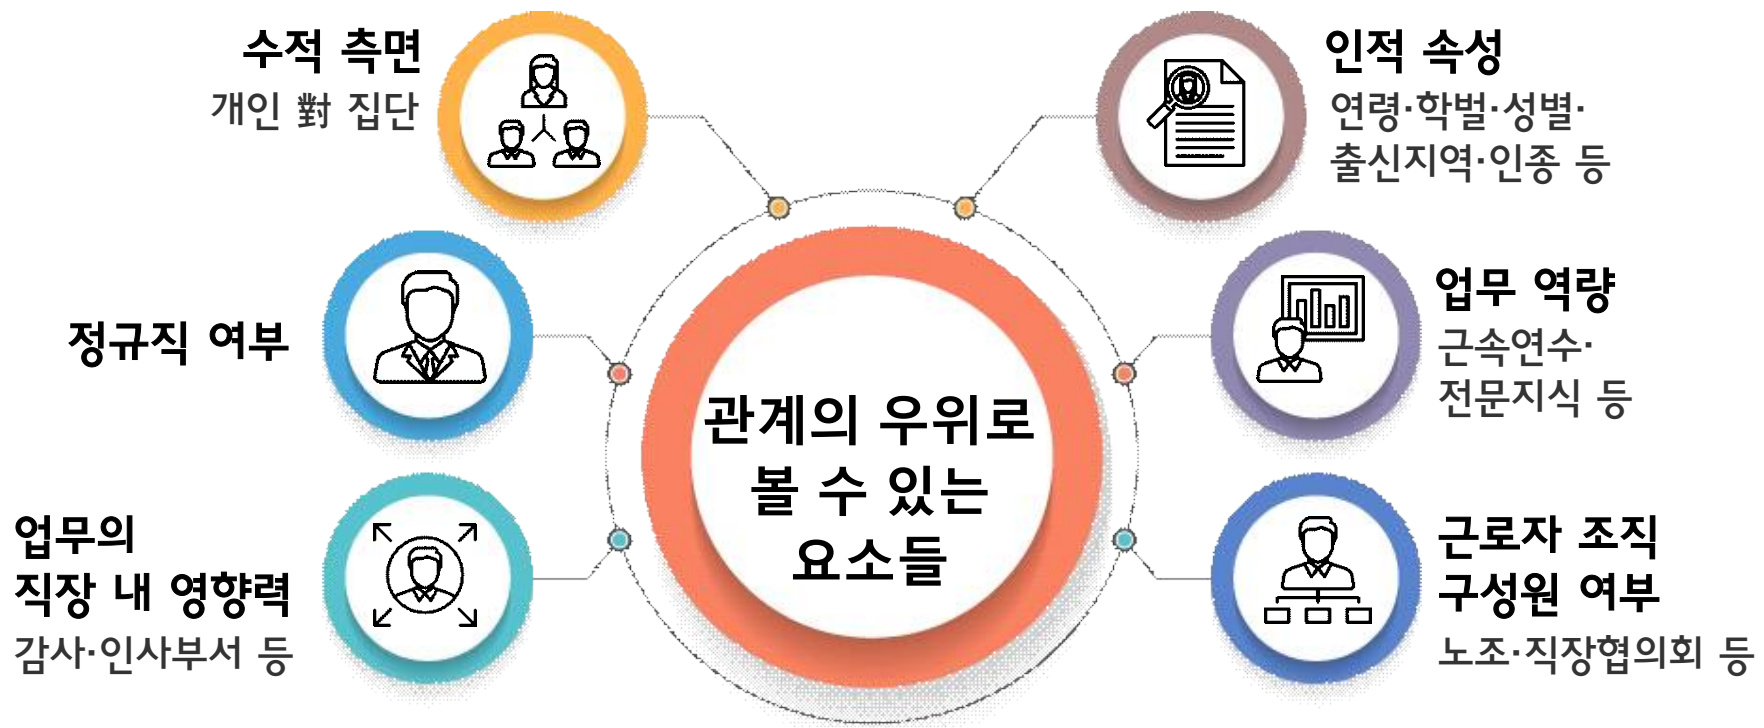 수적 측면
개인 對 집단
정규직 여부
업무의
직장 내 영향력
감사·인사부서 등
관계의 우위로
볼 수 있는
요소들
인적 속성
연령·학벌·성별·
출신지역·인종 등
업무 역량
근속연수·
전문지식 등
근로자 조직
구성원 여부
노조·직장협의회 등